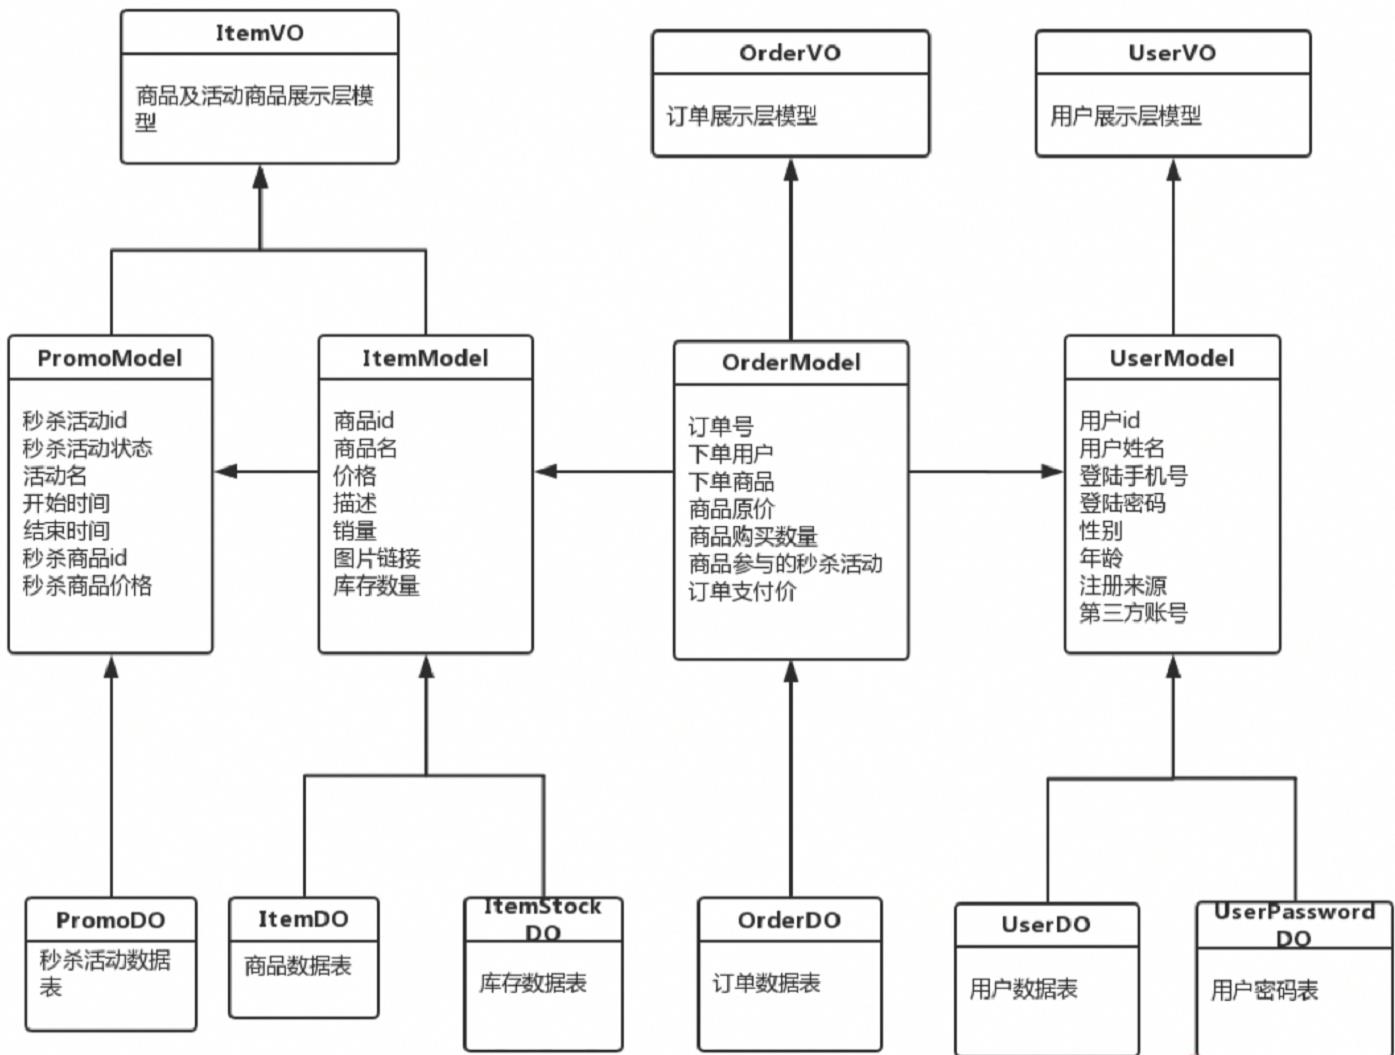 ItemVO
商品及活动商品展示层模
型
OrderVO
订单展示层模型
UserVO
用户展示层模型
PromoModel
秒杀活动id
秒杀活动状态
活动名
开始时间
结束时间
秒杀商品id
秒杀商品价格
ItemModel
商品id
商品名
价格
描述
销量
图片链接
库存数量
OrderModel
订单号
下单用户
下单商品
商品原价
商品购买数量
商品参与的秒杀活动
订单支付价
UserModel
用户id
用户姓名
登陆手机号
登陆密码
性别
年龄
注册来源
第三方账号
PromoDO
秒杀活动数据
表
ItemDO
商品数据表
ItemStock
DO
库存数据表
OrderDO
订单数据表
UserDO
用户数据表
UserPassword
DO
用户密码表